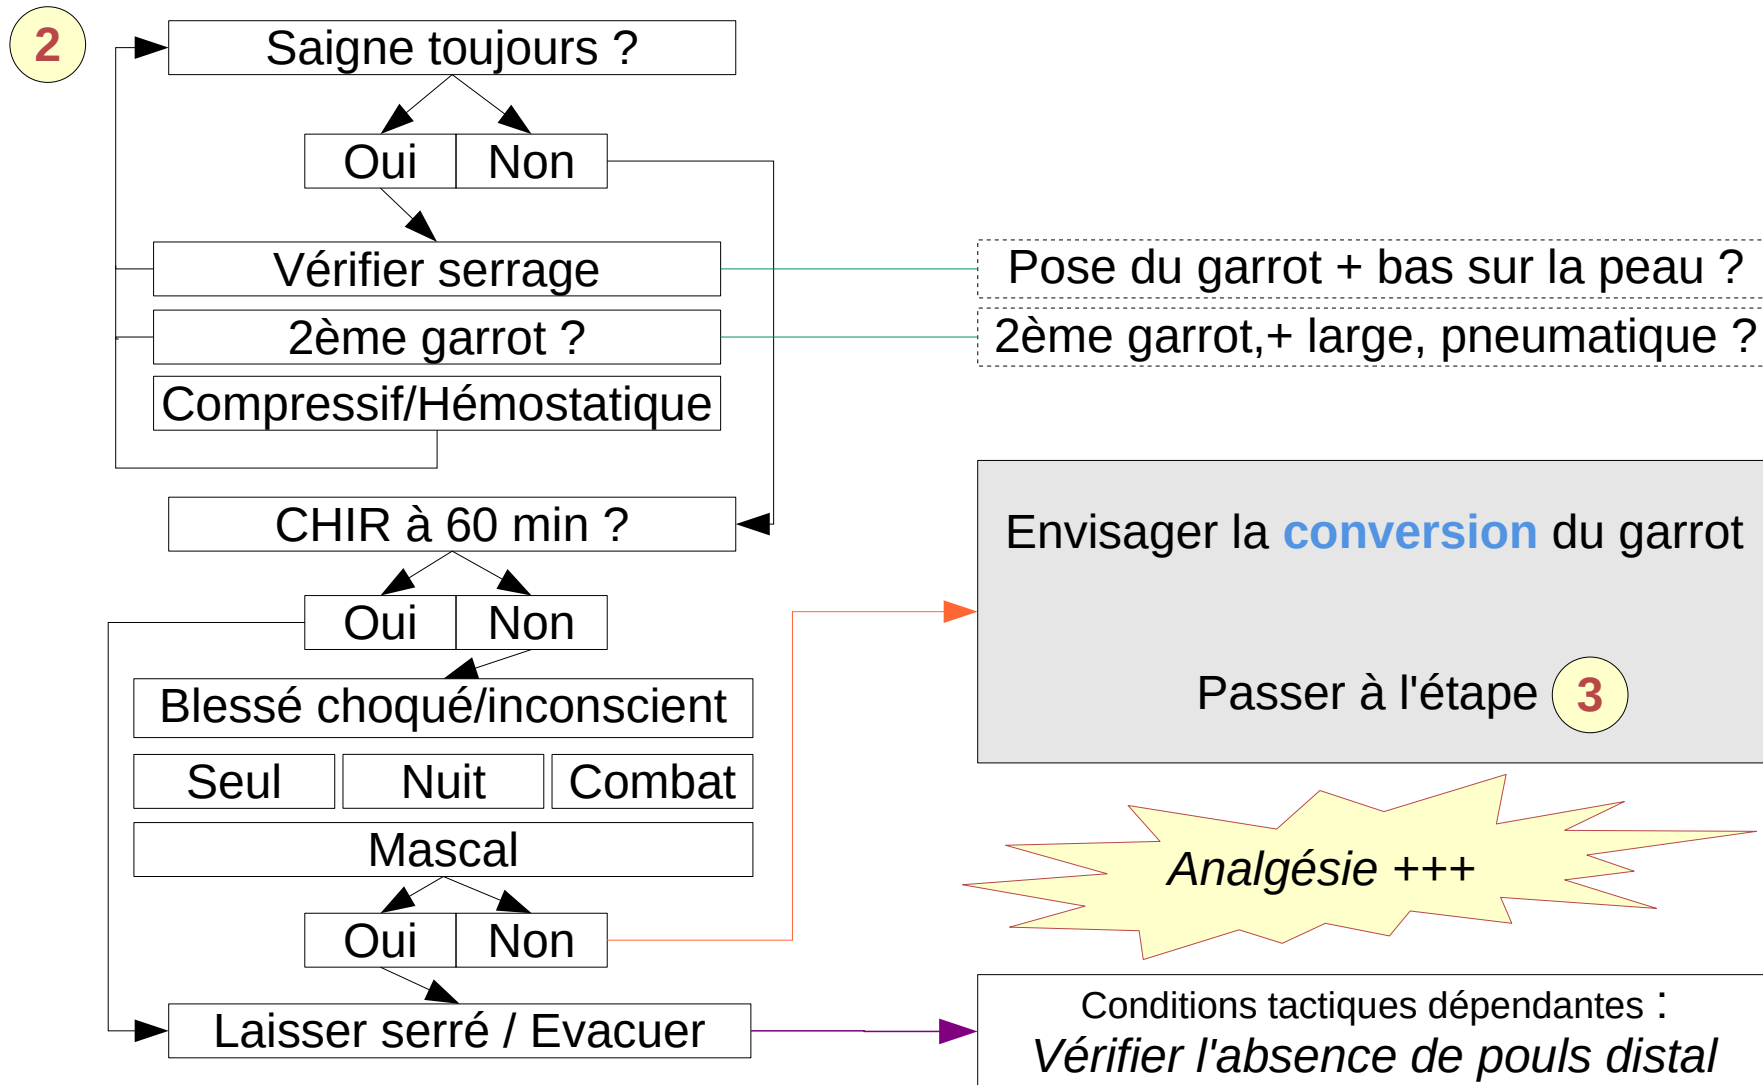 2
Saigne toujours ?
Oui
Non
Vérifier serrage
Pose du garrot + bas sur la peau ?
2ème garrot ?
2ème garrot,+ large, pneumatique ?
Compressif/Hémostatique
CHIR à 60 min ?
Oui
Non
Envisager la conversion du garrot
Passer à l'étape 3
Blessé choqué/inconscient
Seul
Nuit
Combat
Mascal
Oui
Non
Analgésie +++
Laisser serré / Evacuer
Conditions tactiques dépendantes :
Vérifier l'absence de pouls distal